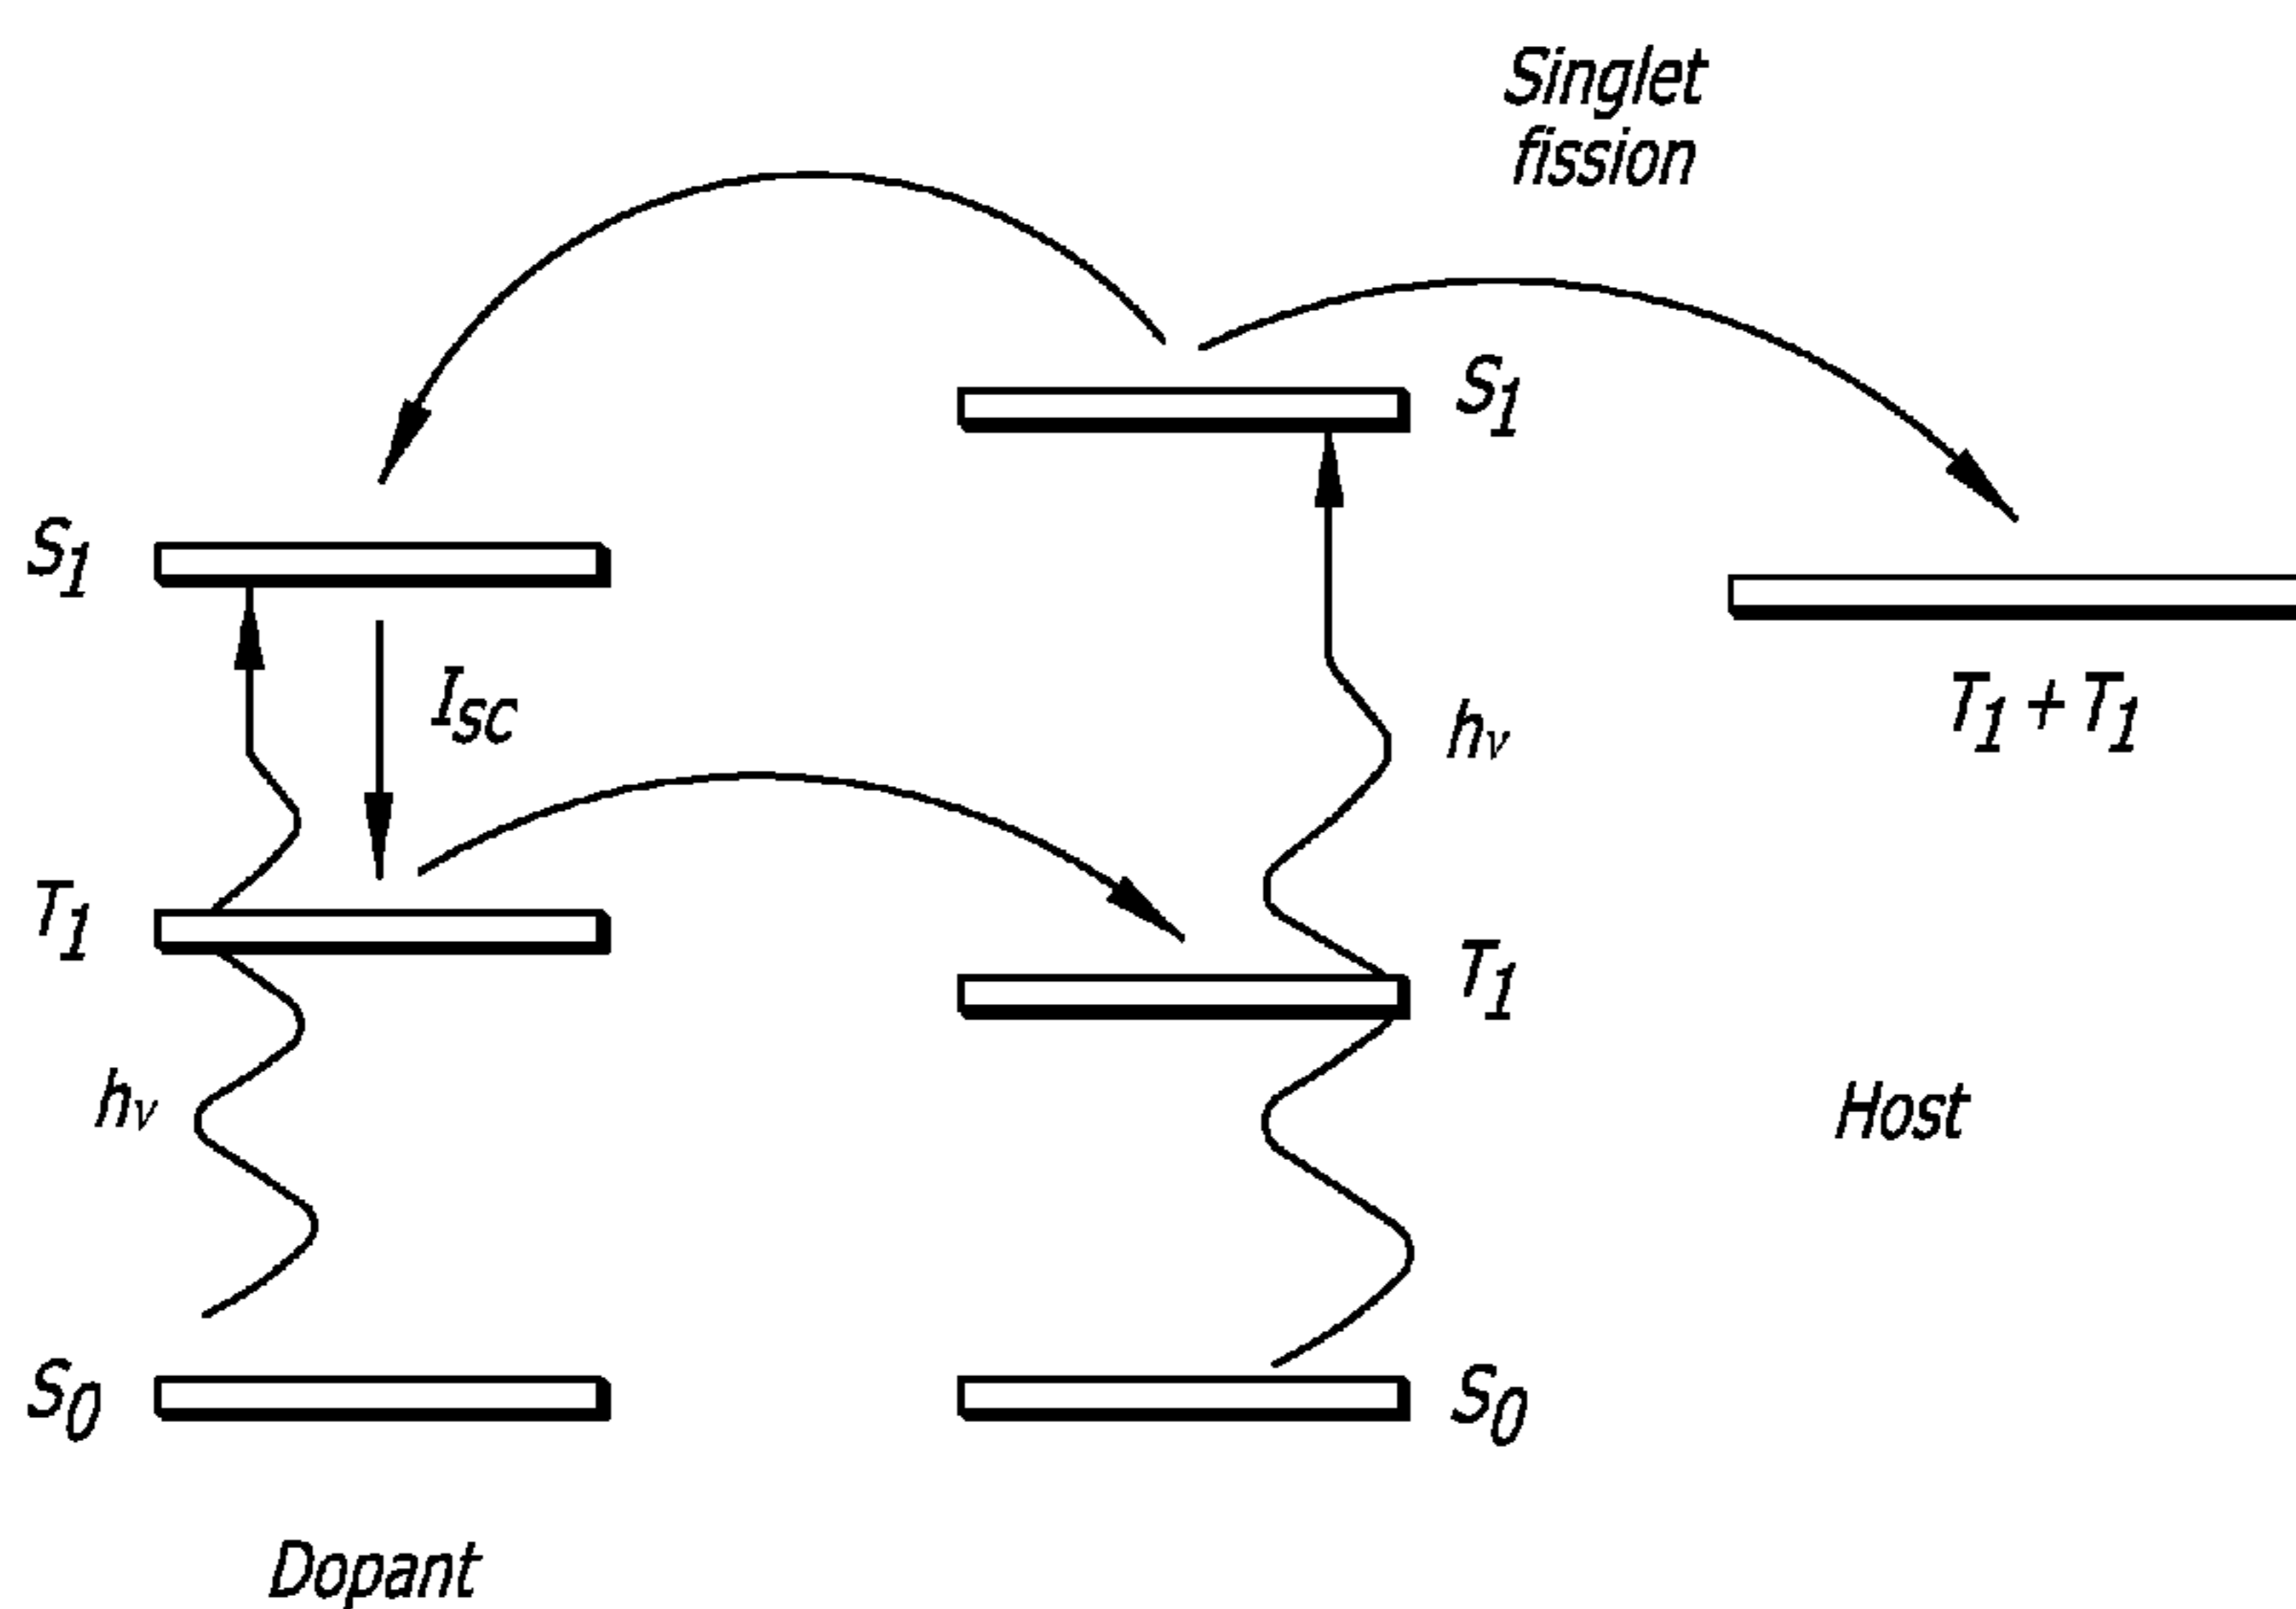 Singlet
fission
S1
S1
ISC
T1 + T1
hν
T1
T1
hν
Host
S0
S0
Dopant